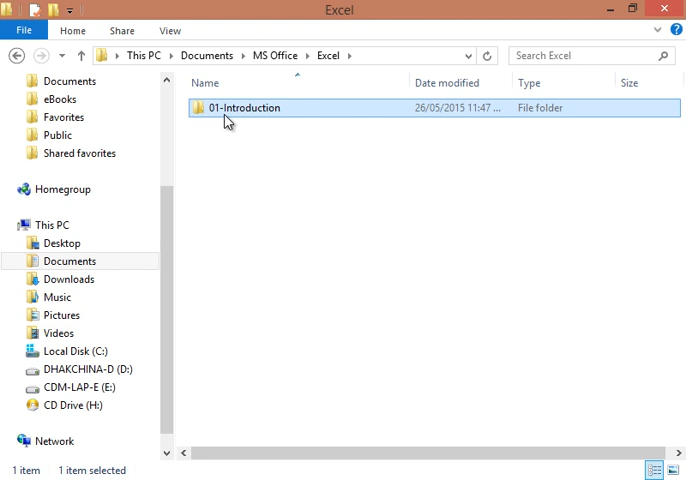 Excel
File Home Share View
This PC Documents MS Office Excel
Search Excel
Name Date modified Type Size
01-Introduction 26/05/2015 11:47 ... File folder
Documents
eBooks
Favorites
Public
Shared favorites
Homegroup
This PC
Desktop
Documents
Downloads
Music
Pictures
Videos
Local Disk (C:)
DHAKCHINA-D (D:)
CDM-LAP-E (E:)
CD Drive (H:)
Network
1 item 1 item selected